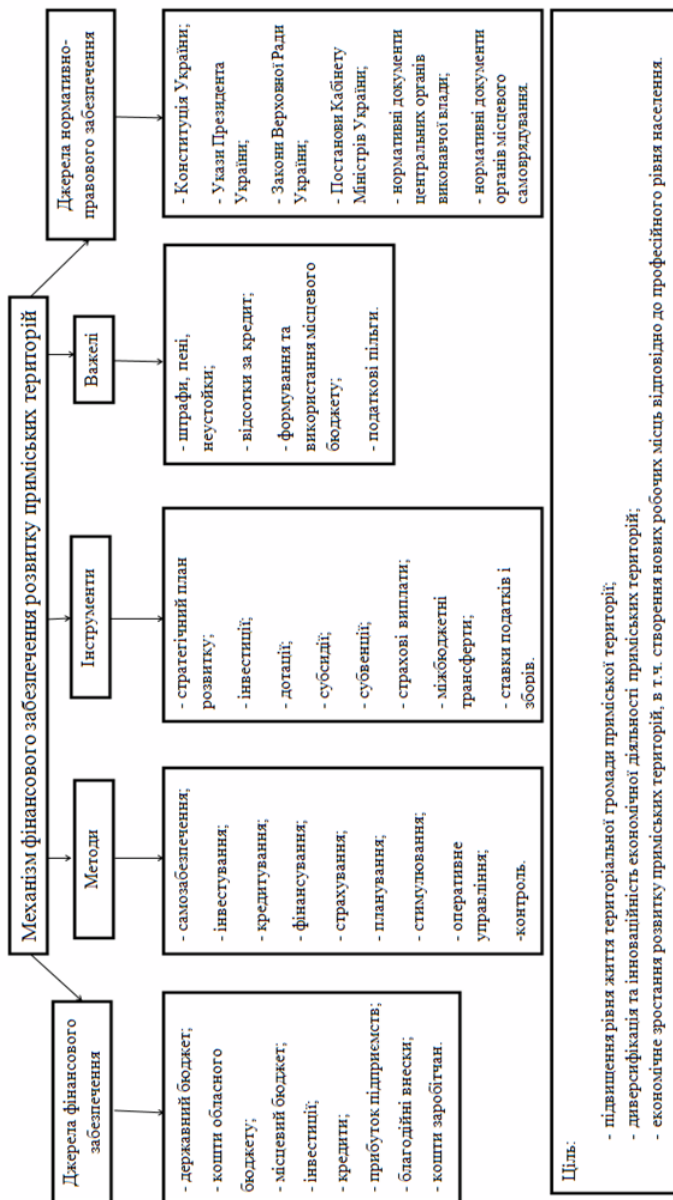 Механізм фінансового забезпечення розвитку приміських територій
Джерела фінансового
забезпечення
Методи
Інструменти
Важелі
Джерела нормативно-
правового забезпечення
- державний бюджет;
- кошти обласного
бюджету;
- місцевий бюджет;
- інвестиції;
- кредити;
- прибуток підприємств;
- благодійні внески;
- кошти заробітчан.
- самозабезпечення;
- інвестування;
- кредитування;
- фінансування;
- страхування;
- планування;
- стимулювання;
- оперативне
управління;
-контроль.
- стратегічний план
розвитку;
- інвестиції;
- дотації;
- субсидії;
- субвенції;
- страхові виплати;
- міжбюджетні
трансферти;
- ставки податків і
зборів.
- штрафи, пені,
неустойки;
- відсотки за кредит;
- формування та
використання місцевого
бюджету;
- податкові пільги.
- Конституція України;
- Укази Президента
України;
- Закони Верховної Ради
України;
- Постанови Кабінету
Міністрів України;
- нормативні документи
центральних органів
виконавчої влади;
- нормативні документи
органів місцевого
самоврядування.
Ціль:
- підвищення рівня життя територіальної громади приміської території;
- диверсифікація та інноваційність економічної діяльності приміських територій;
- економічне зростання розвитку приміських територій, в т.ч. створення нових робочих місць відповідно до професійного рівня населення.